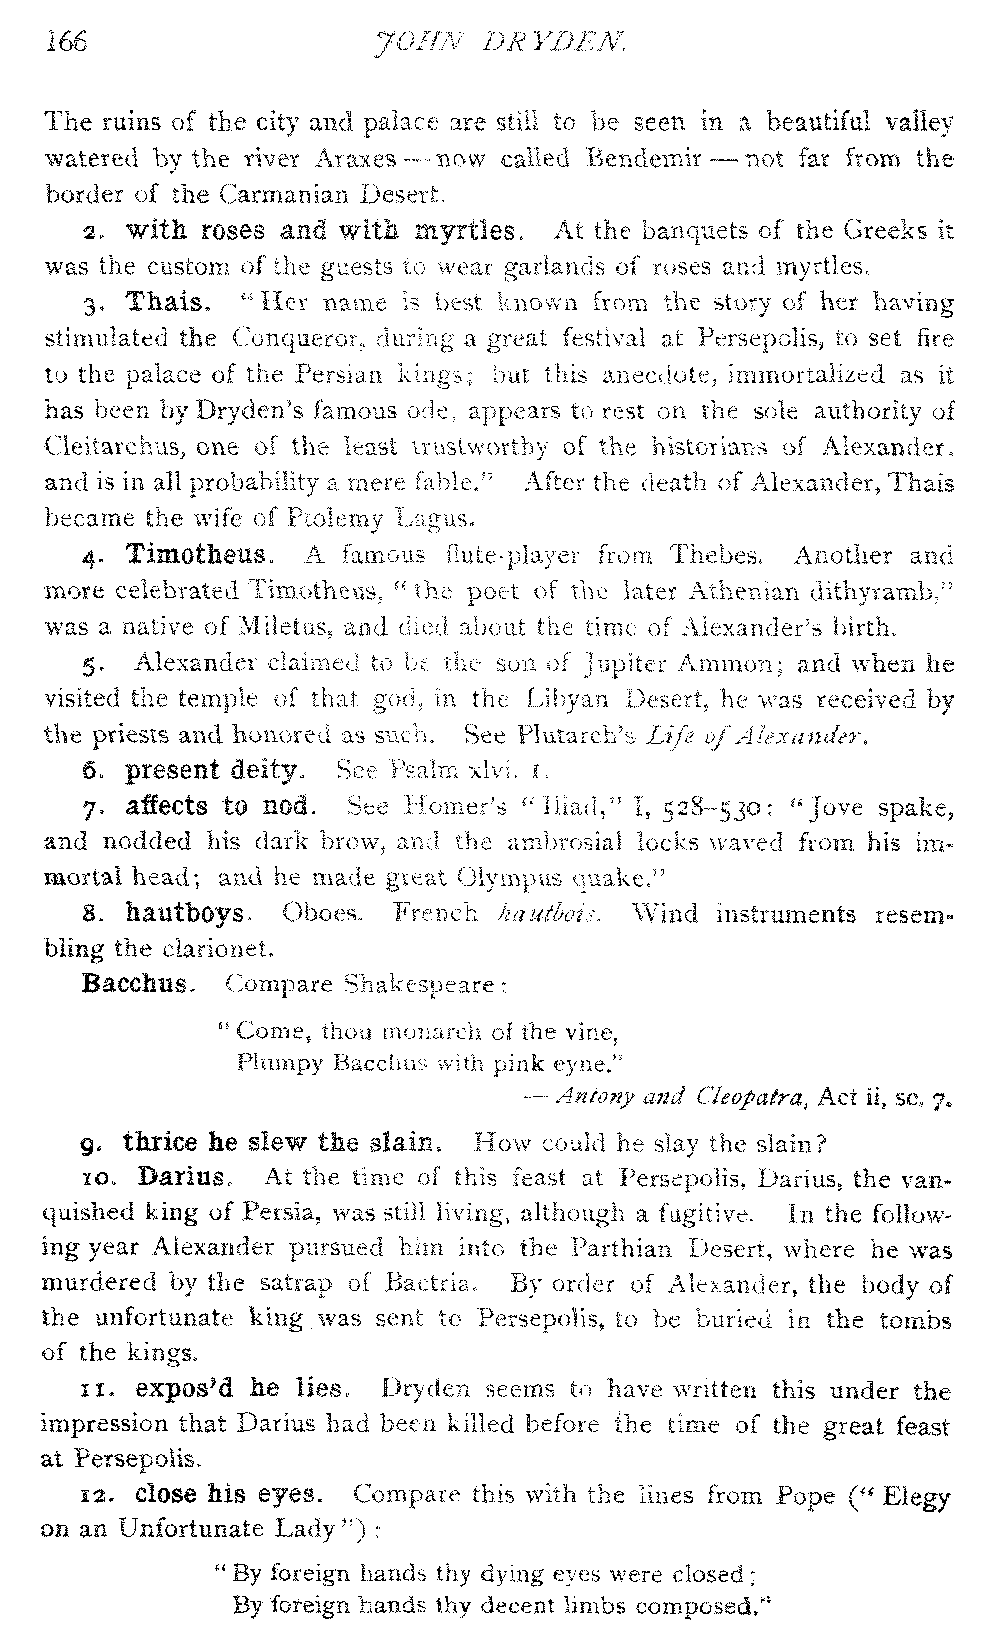 166 JOHN DRYDEN.
The ruins of the city and palace are still to be seen in a beautiful valley
watered by the river Araxes — now called Bendemir — not far from the
border of the Carmanian Desert.
2. with roses and with myrtles. At the banquets of the Greeks it
was the custom of the guests to wear garlands of roses and myrtles.
3. Thais. “Her name is best known from the story of her having
stimulated the Conqueror, during a great festival at Persepolis, to set fire
to the palace of the Persian kings; but this anecdote, immortalized as it
has been by Dryden's famous ode, appears to rest on the sole authority of
Cleitarchus, one of the least trustworthy of the historians of Alexander,
and is in all probability a mere fable.” After the death of Alexander, Thais
became the wife of Ptolemy Lagus.
4. Timotheus. A famous flute-player from Thebes. Another and
more celebrated Timotheus, “the poet of the later Athenian dithyramb,”
was a native of Miletus, and died about the time of Alexander's birth.
5. Alexander claimed to be the son of Jupiter Ammon; and when he
visited the temple of that god, in the Libyan Desert, he was received by
the priests and honored as such. See Plutarch's Life of Alexander.
6. present deity. See Psalm xlvi. 1.
7. affects to nod. See Homer's “Iliad,” I, 528–530: “Jove spake,
and nodded his dark brow, and the ambrosial locks waved from his im-
mortal head; and he made great Olympus quake.”
8. hautboys. Oboes. French hautbois. Wind instruments resem-
bling the clarionet.
Bacchus. Compare Shakespeare:
“Come, thou monarch of the vine,
Plumpy Bacchus with pink eyne.”
— Antony and Cleopatra, Act ii, sc. 7.
9. thrice he slew the slain. How could he slay the slain?
10. Darius. At the time of this feast at Persepolis, Darius, the van-
quished king of Persia, was still living, although a fugitive. In the follow-
ing year Alexander pursued him into the Parthian Desert, where he was
murdered by the satrap of Bactria. By order of Alexander, the body of
the unfortunate king was sent to Persepolis, to be buried in the tombs
of the kings.
11. expos'd he lies. Dryden seems to have written this under the
impression that Darius had been killed before the time of the great feast
at Persepolis.
12. close his eyes. Compare this with the lines from Pope (“Elegy
on an Unfortunate Lady”):
“By foreign hands thy dying eyes were closed;
By foreign hands thy decent limbs composed.”